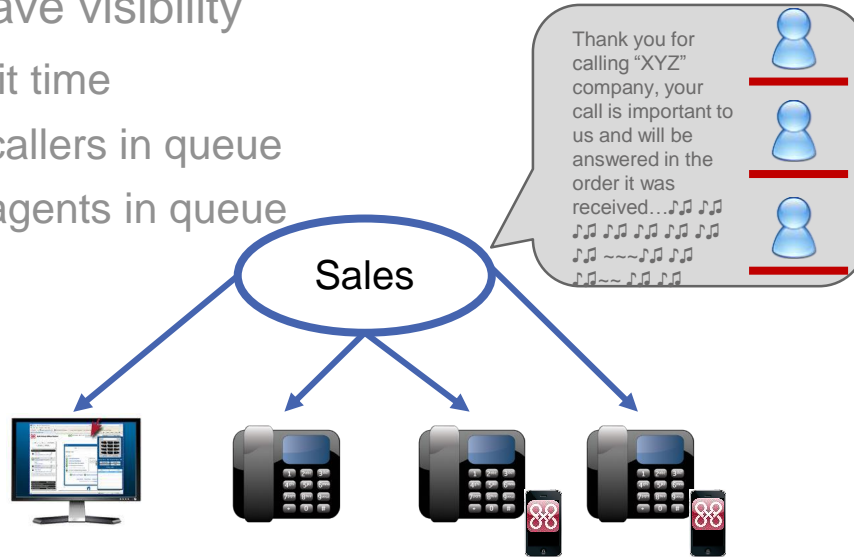 ave visibility
it time
callers in queue
agents in queue
Thank you for
calling “XYZ”
company, your
call is important to
us and will be
answered in the
order it was
received…♪♫ ♪♫
♪♫ ♪♫ ♪♫ ♪♫ ♪♫
♪♫ ~~~♪♫ ♪♫
♪♫~~ ♪♫ ♪♫
Sales